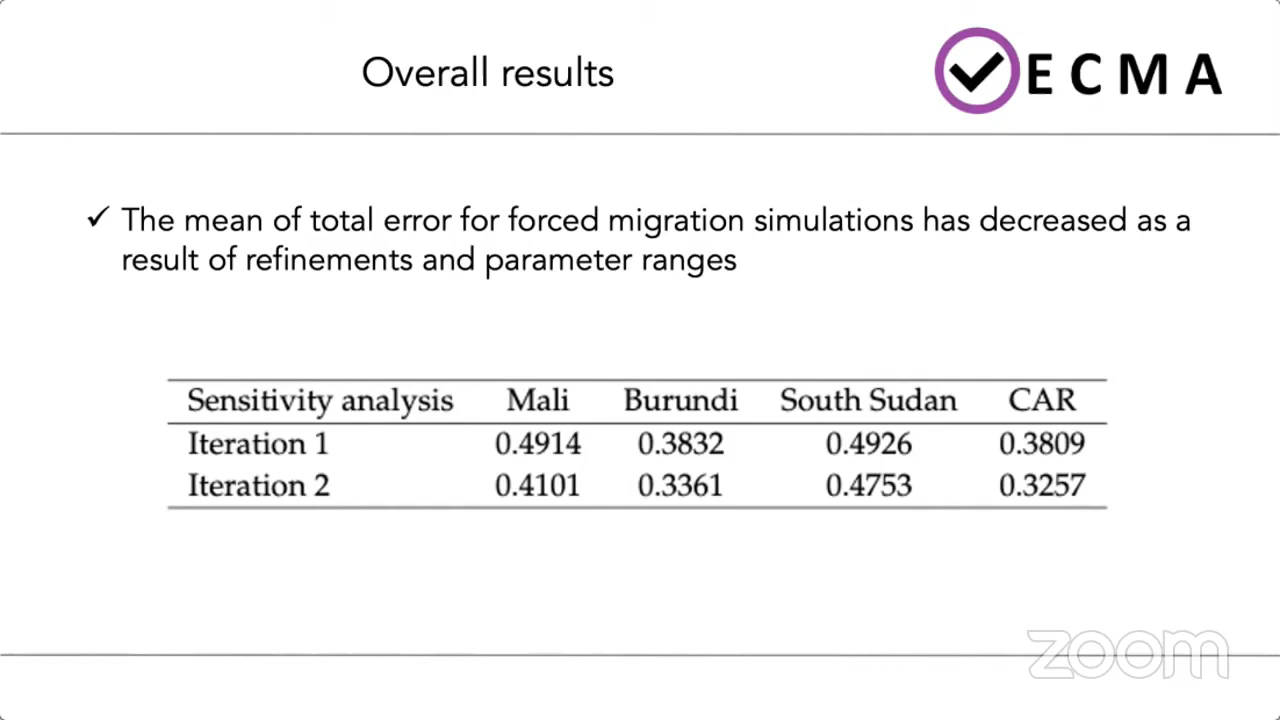 Overall results
ECMA
✓ The mean of total error for forced migration simulations has decreased as a
result of refinements and parameter ranges
Sensitivity analysis Mali Burundi South Sudan CAR
Iteration 1 0.4914 0.3832 0.4926 0.3809
Iteration 2 0.4101 0.3361 0.4753 0.3257
zoom